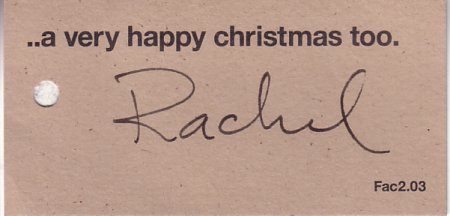 ..a very happy christmas too.
Rachel
Fac2.03